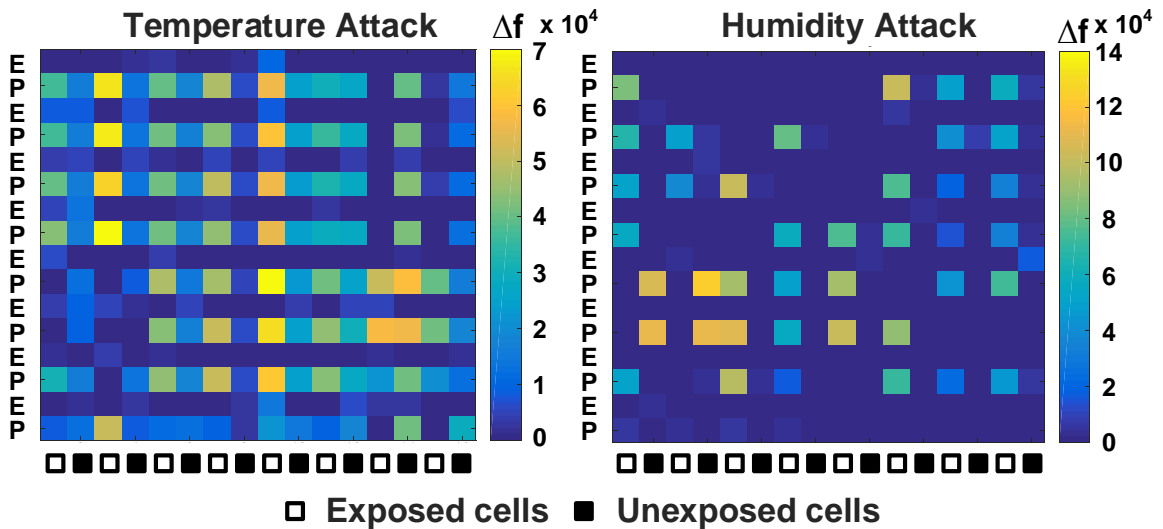 Temperature Attack
Δf x 10⁴
Humidity Attack
Δf x 10⁴
E
P
E
P
E
P
E
P
E
P
E
P
E
P
E
P
7
6
5
4
3
2
1
0
E
P
E
P
E
P
E
P
E
P
E
P
E
P
E
P
14
12
10
8
6
4
2
0
Exposed cells
Unexposed cells